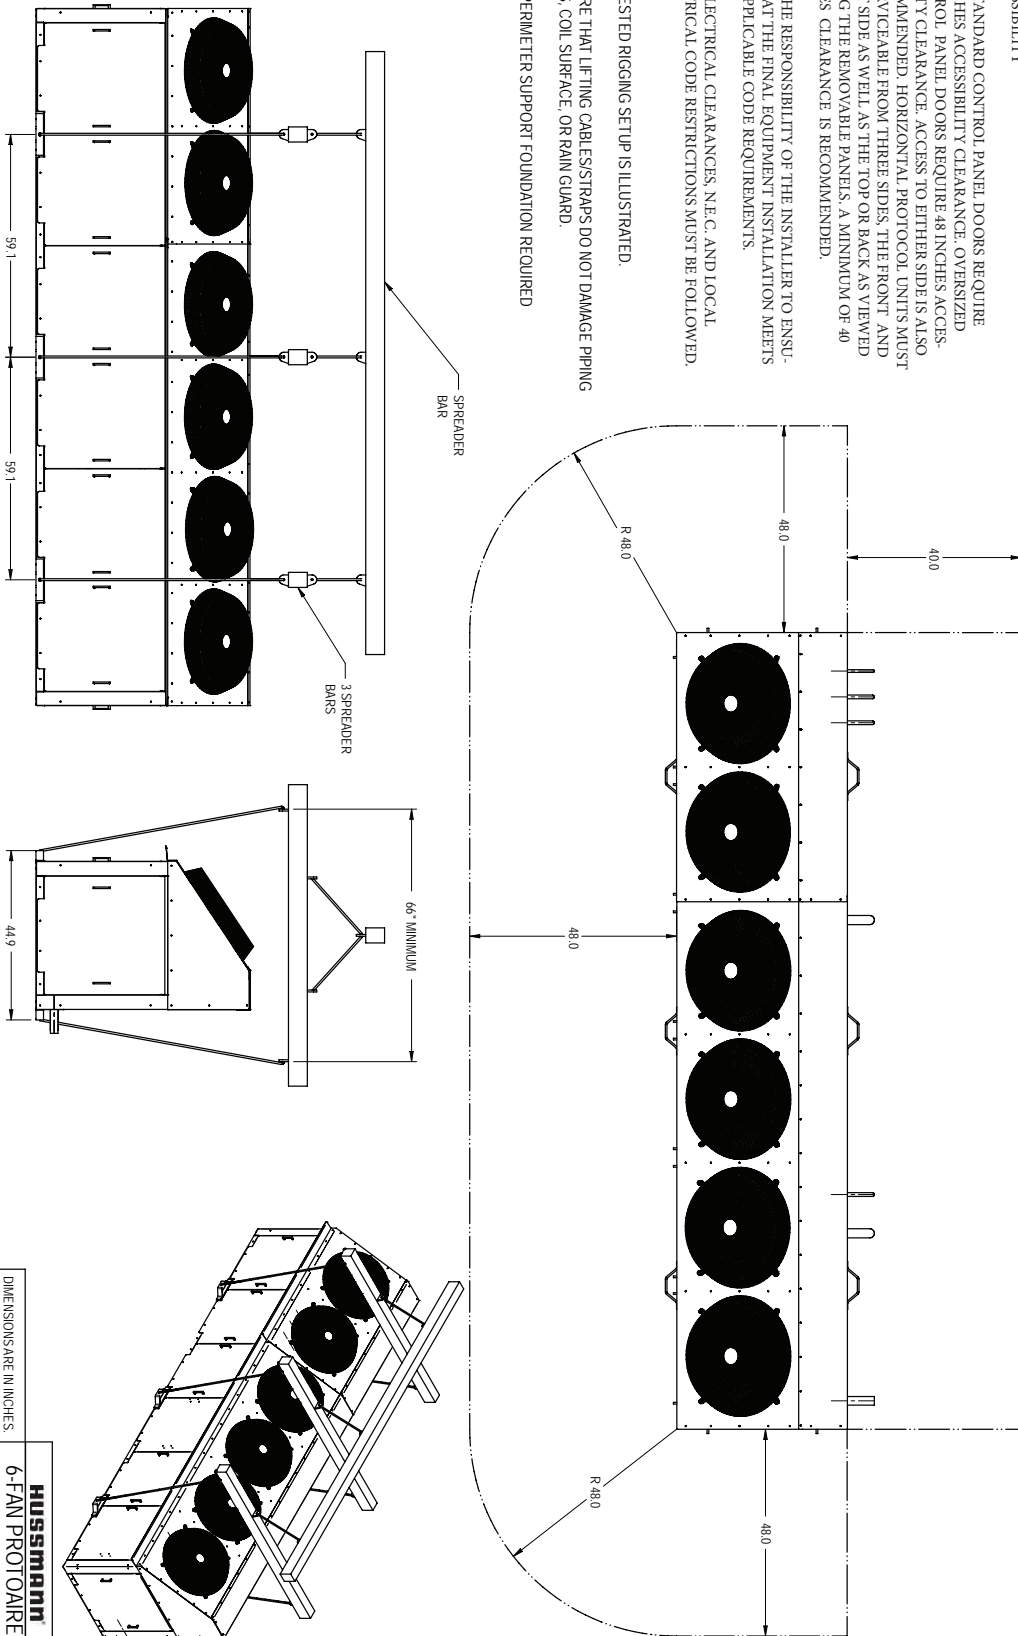 SSIBILITY
TANDARD CONTROL PANEL DOORS REQUIRE
HES ACCESSIBILITY CLEARANCE. OVERSIZED
ROL PANEL DOORS REQUIRE 48 INCHES ACCES-
TY CLEARANCE. ACCESS TO EITHER SIDE IS ALSO
MMENDED. HORIZONTAL PROTOCOL UNITS MUST
RVICEABLE FROM THREE SIDES, THE FRONT AND
SIDE AS WELL AS THE TOP OR BACK AS VIEWED
G THE REMOVABLE PANELS. A MINIMUM OF 40
ES CLEARANCE IS RECOMMENDED.
HE RESPONSIBILITY OF THE INSTALLER TO ENSU-
AT THE FINAL EQUIPMENT INSTALLATION MEETS
PPLICABLE CODE REQUIREMENTS.
LECTRICAL CLEARANCES, N.E.C. AND LOCAL
RICAL CODE RESTRICTIONS MUST BE FOLLOWED.
ESTED RIGGING SETUP IS ILLUSTRATED.
RE THAT LIFTING CABLES/STRAPS DO NOT DAMAGE PIPING
, COIL SURFACE, OR RAIN GUARD.
PERIMETER SUPPORT FOUNDATION REQUIRED
40.0
48.0
R 48.0
48.0
R 48.0
48.0
SPREADER
BAR
3 SPREADER
BARS
59.1
59.1
66" MINIMUM
44.9
DIMENSIONS ARE IN INCHES.
HUSSMANN®
6-FAN PROTOAIRE